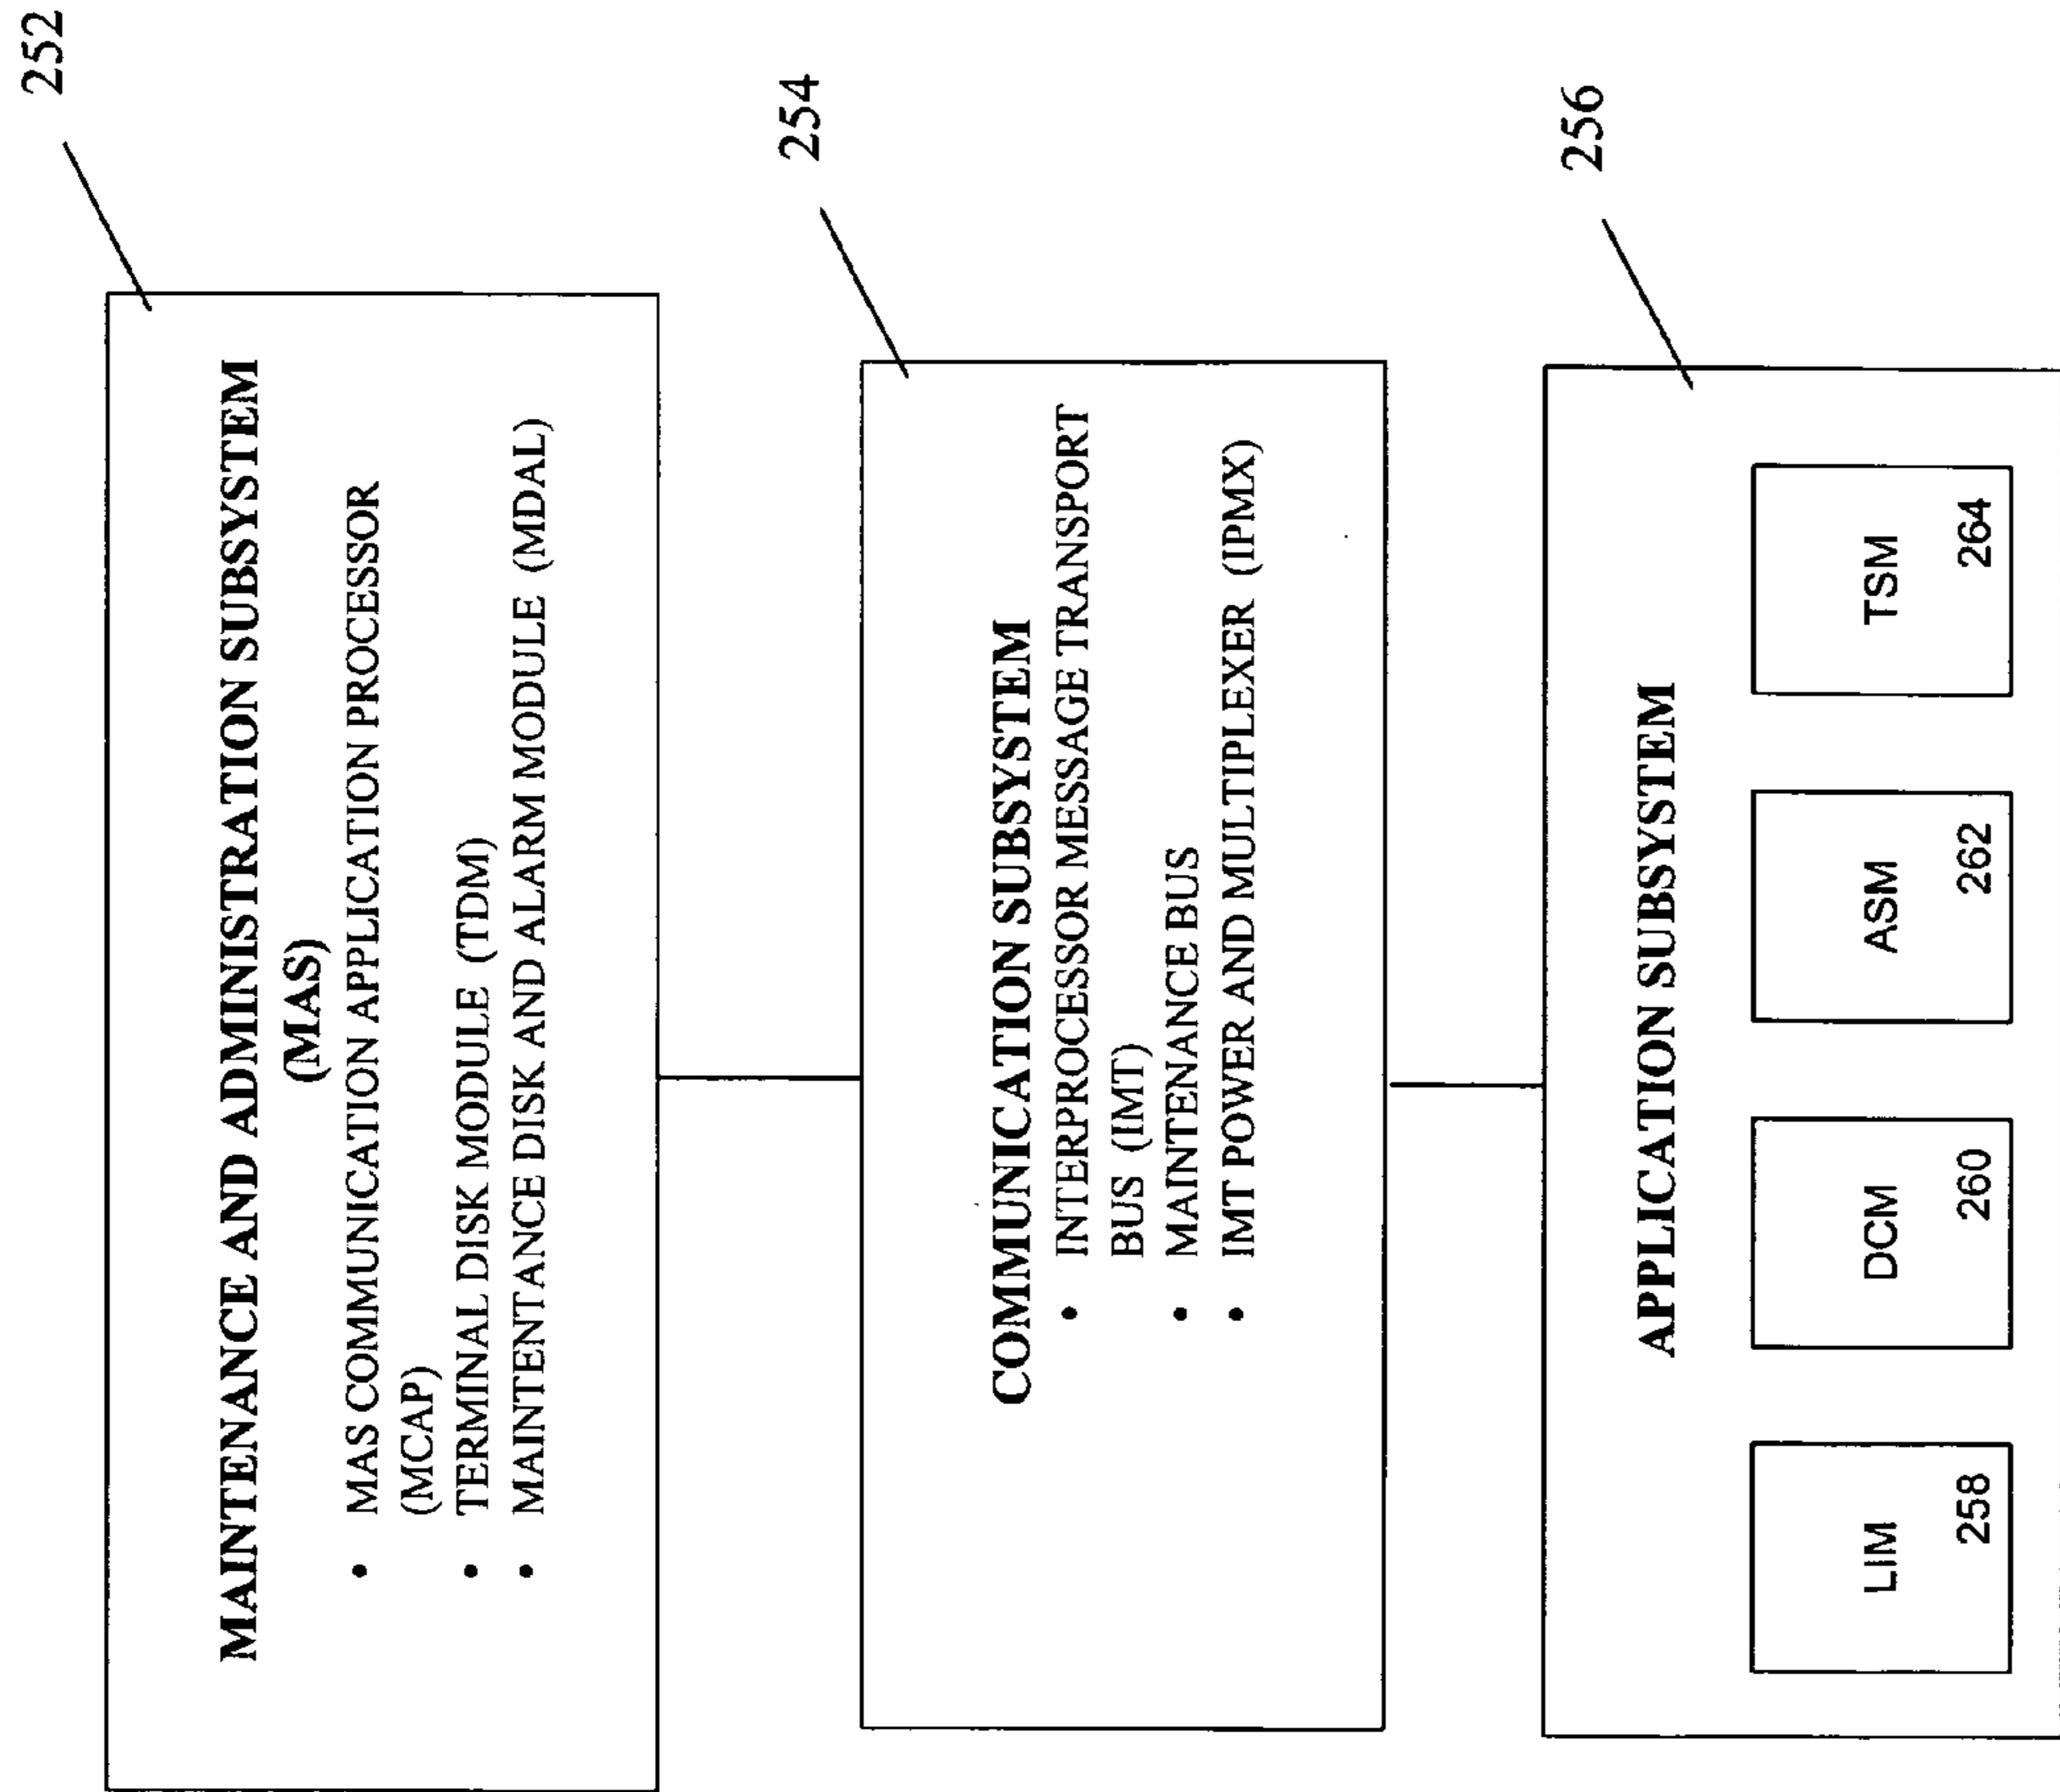 252
MAINTENANCE AND ADMINISTRATION SUBSYSTEM
(MAS)
• MAS COMMUNICATION APPLICATION PROCESSOR
(MCAP)
• TERMINAL DISK MODULE (TDM)
• MAINTENTANCE DISK AND ALARM MODULE (MDAL)
254
COMMUNICATION SUBSYSTEM
• INTERPROCESSOR MESSAGE TRANSPORT
BUS (IMT)
• MAINTENANCE BUS
• IMT POWER AND MULTIPLEXER (IPMX)
256
APPLICATION SUBSYSTEM
LIM
258
DCM
260
ASM
262
TSM
264